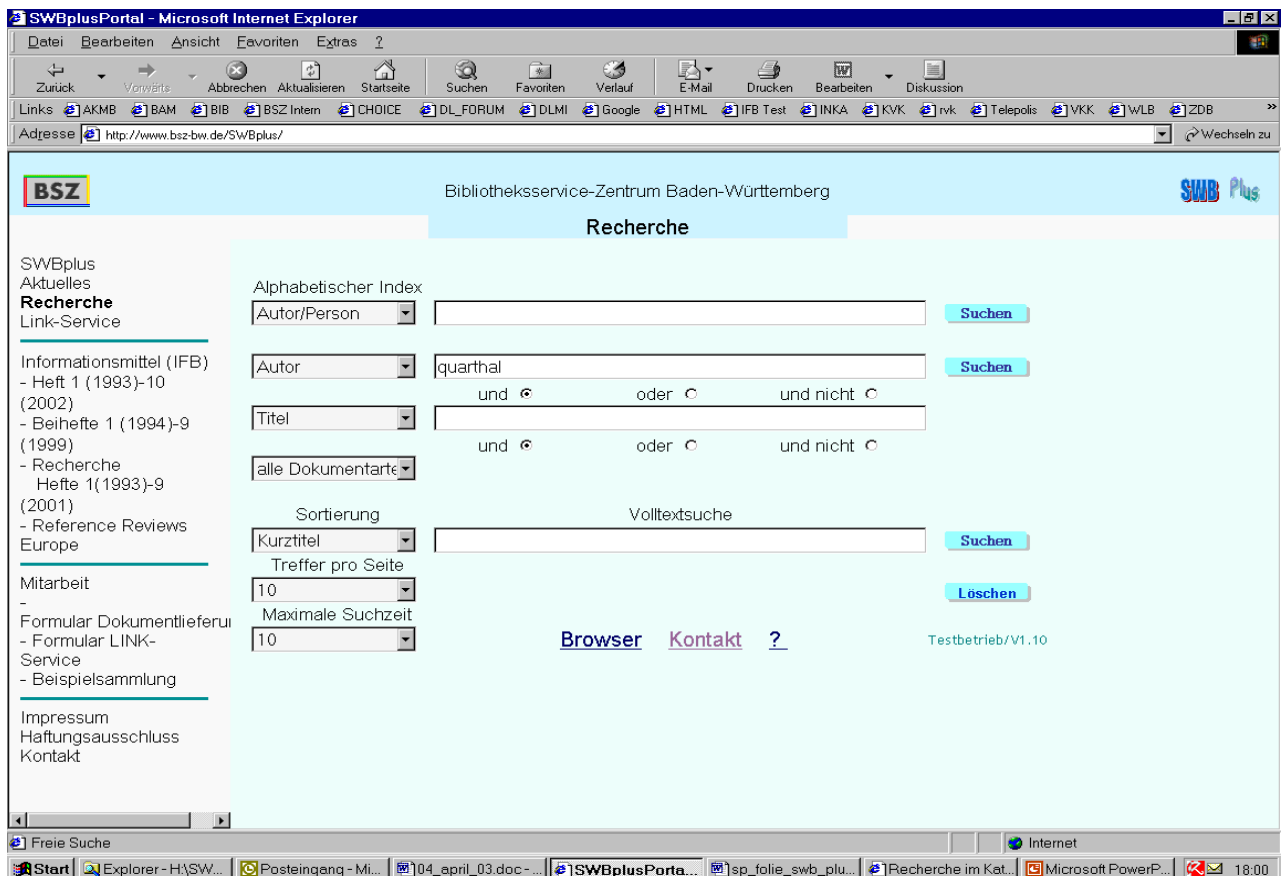 SWBplusPortal - Microsoft Internet Explorer
Datei Bearbeiten Ansicht Favoriten Extras ?
Zurück Vorwärts Abbrechen Aktualisieren Startseite Suchen Favoriten Verlauf E-Mail Drucken Bearbeiten Diskussion
Links AKMB BAM BIB BSZ Intern CHOICE DL_FORUM DLMI Google HTML IFB Test INKA KVK rvk Telepolis VKK WLB ZDB »
Adresse http://www.bsz-bw.de/SWBplus/ Wechseln zu
BSZ Bibliotheksservice-Zentrum Baden-Württemberg SWB Plus
Recherche
SWBplus
Aktuelles
Recherche
Link-Service
Informationsmittel (IFB)
- Heft 1 (1993)-10
(2002)
- Beihefte 1 (1994)-9
(1999)
- Recherche
Hefte 1(1993)-9
(2001)
- Reference Reviews
Europe
Mitarbeit
-
Formular Dokumentlieferu
- Formular LINK-
Service
- Beispielsammlung
Impressum
Haftungsausschluss
Kontakt
Alphabetischer Index
Autor/Person Suchen
Autor quarthal Suchen
und oder und nicht
Titel
und oder und nicht
alle Dokumentarte
Sortierung Volltextsuche
Kurztitel Suchen
Treffer pro Seite
10 Löschen
Maximale Suchzeit
10 Browser Kontakt ? Testbetrieb/V1.10
Freie Suche Internet
Start Explorer - H:\SW... Posteingang - Mi... 04_april_03.doc - ... SWBplusPorta... sp_folie_swb_plu... Recherche im Kat... Microsoft PowerP... 18:00